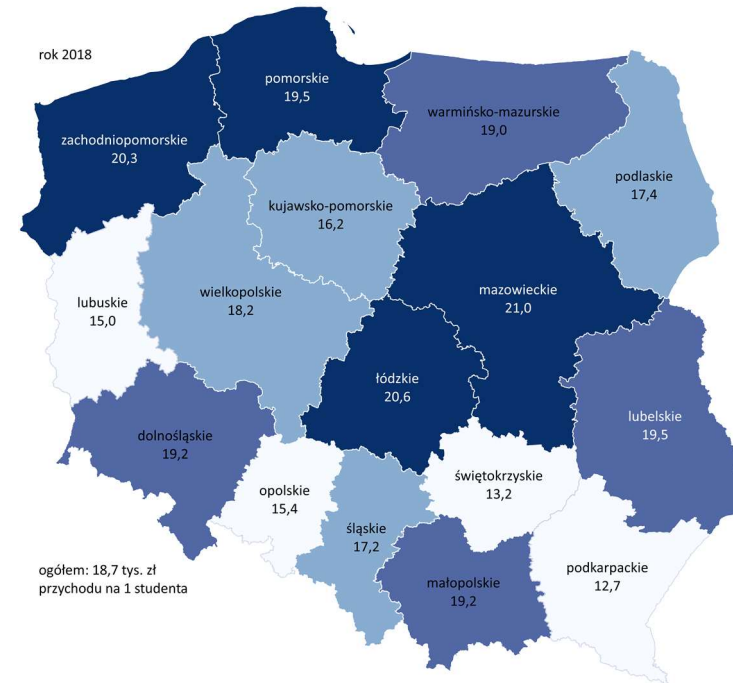 rok 2018
pomorskie
19,5
warmińsko-mazurskie
19,0
zachodniopomorskie
20,3
podlaskie
17,4
kujawsko-pomorskie
16,2
mazowieckie
21,0
wielkopolskie
18,2
lubuskie
15,0
łódzkie
20,6
lubelskie
19,5
dolnośląskie
19,2
świętokrzyskie
13,2
opolskie
15,4
śląskie
17,2
podkarpackie
12,7
małopolskie
19,2
ogółem: 18,7 tys. zł
przychodu na 1 studenta